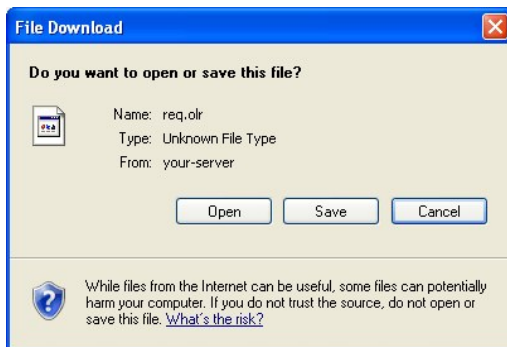 File Download
Do you want to open or save this file?
Name: req.olr
Type: Unknown File Type
From: your-server
Open Save Cancel
While files from the Internet can be useful, some files can potentially
harm your computer. If you do not trust the source, do not open or
save this file. What's the risk?